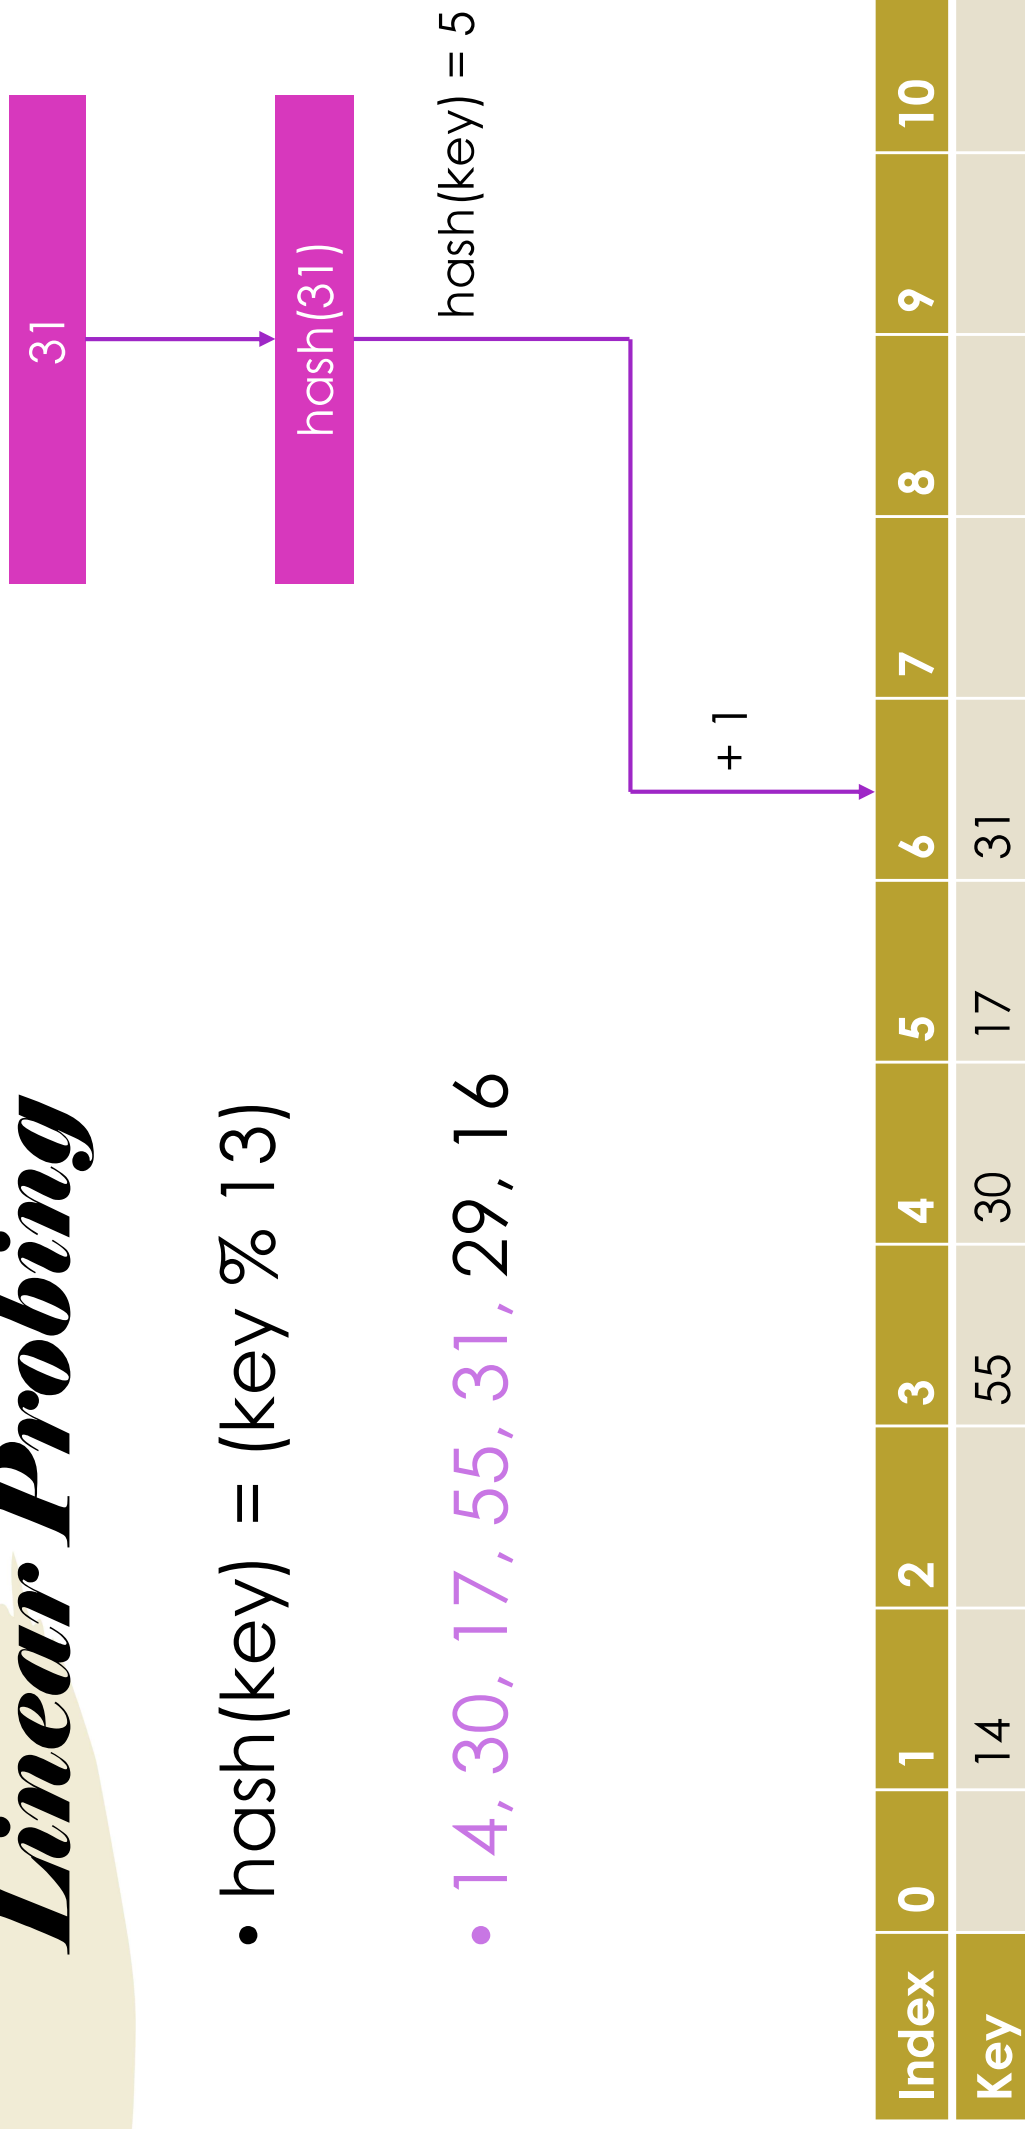 Linear Probing
• hash(key) = (key % 13)
• 14, 30, 17, 55, 31, 29, 16
31
hash(31)
hash(key) = 5
+ 1
Index 0 1 2 3 4 5 6 7 8 9 10
Key 14 55 30 17 31